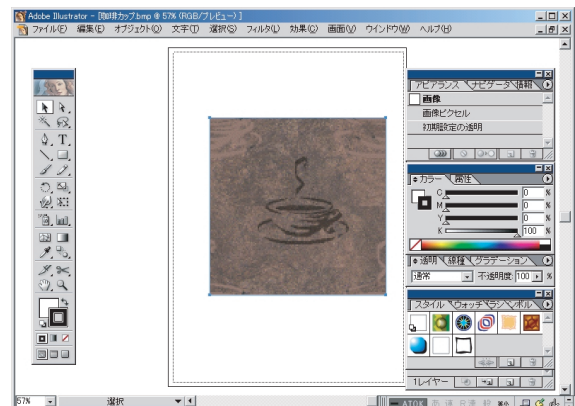 Adobe Illustrator - [珈琲カップ.bmp @ 57% (RGB/プレビュー)]
ファイル(F) 編集(E) オブジェクト(O) 文字(T) 選択(S) フィルタ(L) 効果(C) 画面(V) ウインドウ(W) ヘルプ(H)
アピアランス ナビゲータ 情報
画像
画像ピクセル
初期設定の透明
カラー 属性
C 0 %
M 0 %
Y 0 %
K 100 %
透明 線種 グラデーション
通常 不透明度: 100 %
スタイル ウォッチ ラシ ンボル
1レイヤー
57% 選択
ATOK